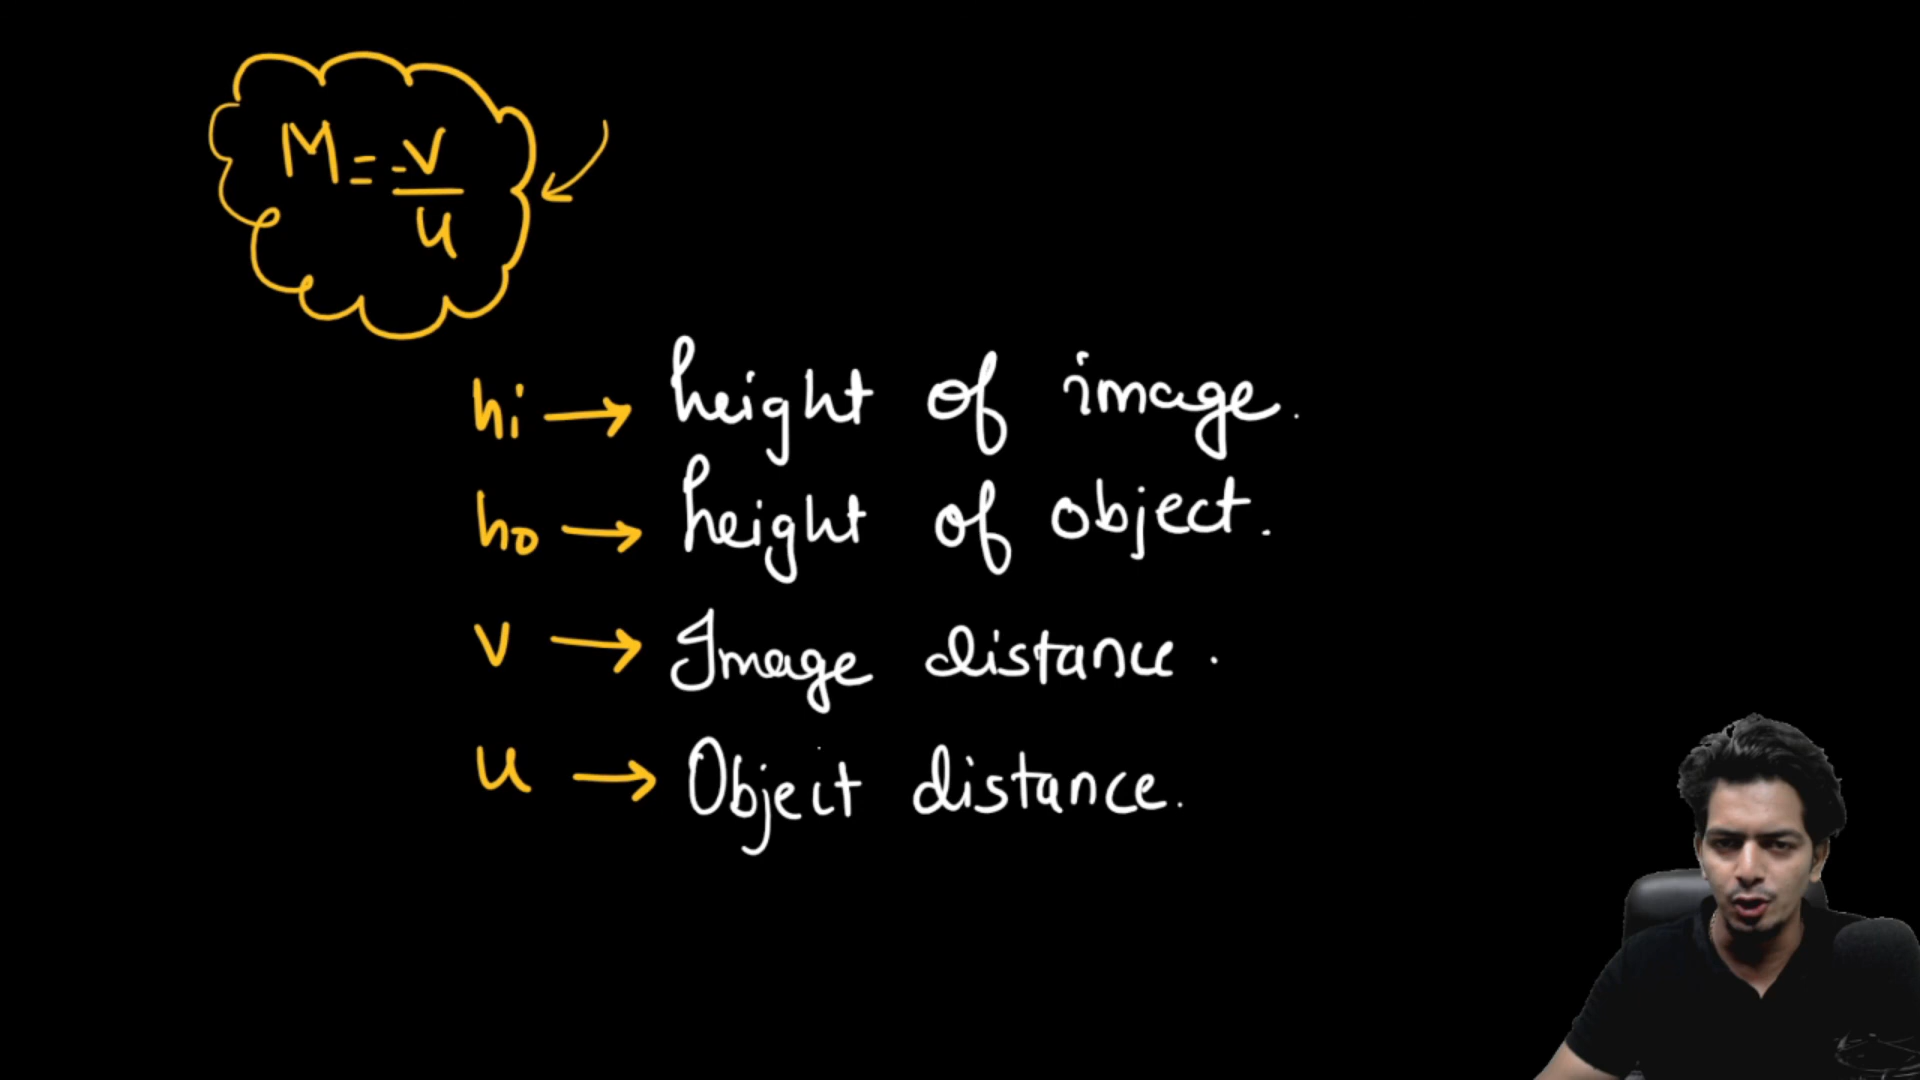 M = -v/u
hi → height of image.
ho → height of object.
v → Image distance.
u → Object distance.